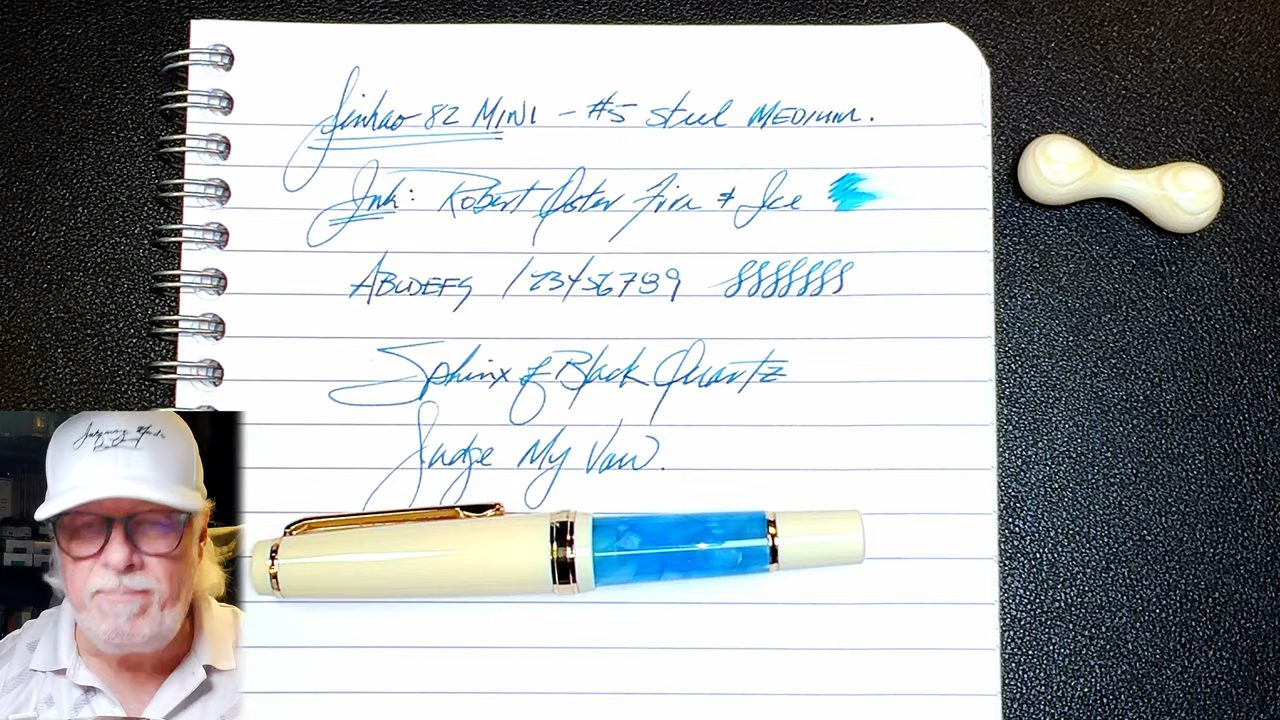 Jinhao 82 MINI - #5 Steel MEDIUM.
Ink: Robert Oster Fire & Ice
ABCDEFG 123456789
Sphinx of Black Quartz
Judge My Vow.